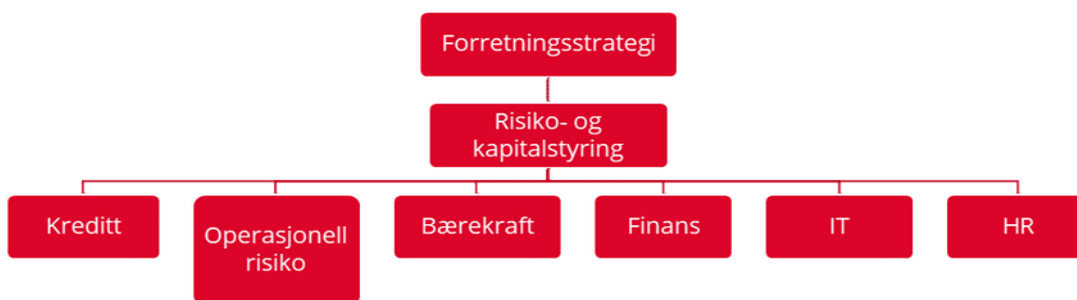 Forretningsstrategi
Risiko- og
kapitalstyring
Kreditt
Operasjonell
risiko
Bærekraft
Finans
IT
HR